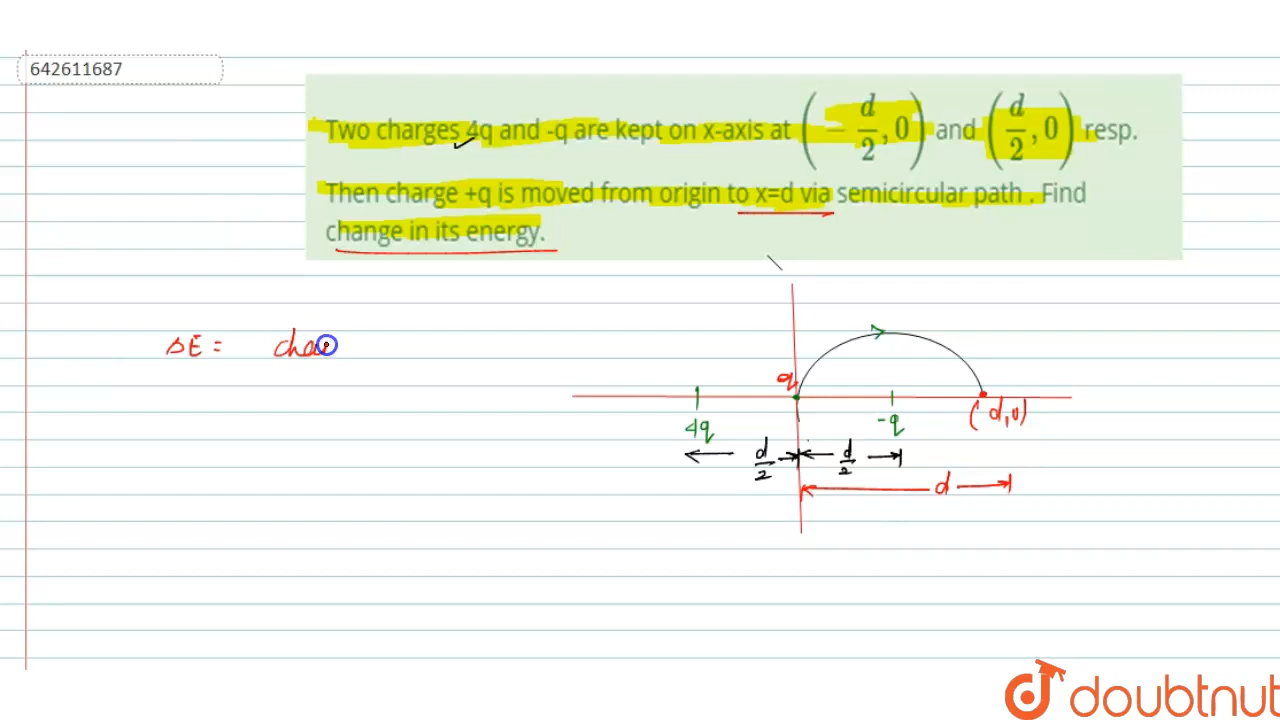 642611687
Two charges 4q and -q are kept on x-axis at (-d/2, 0) and (d/2, 0) resp.
Then charge +q is moved from origin to x=d via semicircular path . Find
change in its energy.
ΔE =
q
4q
-q
(d,0)
d/2
d/2
d
doubtnut